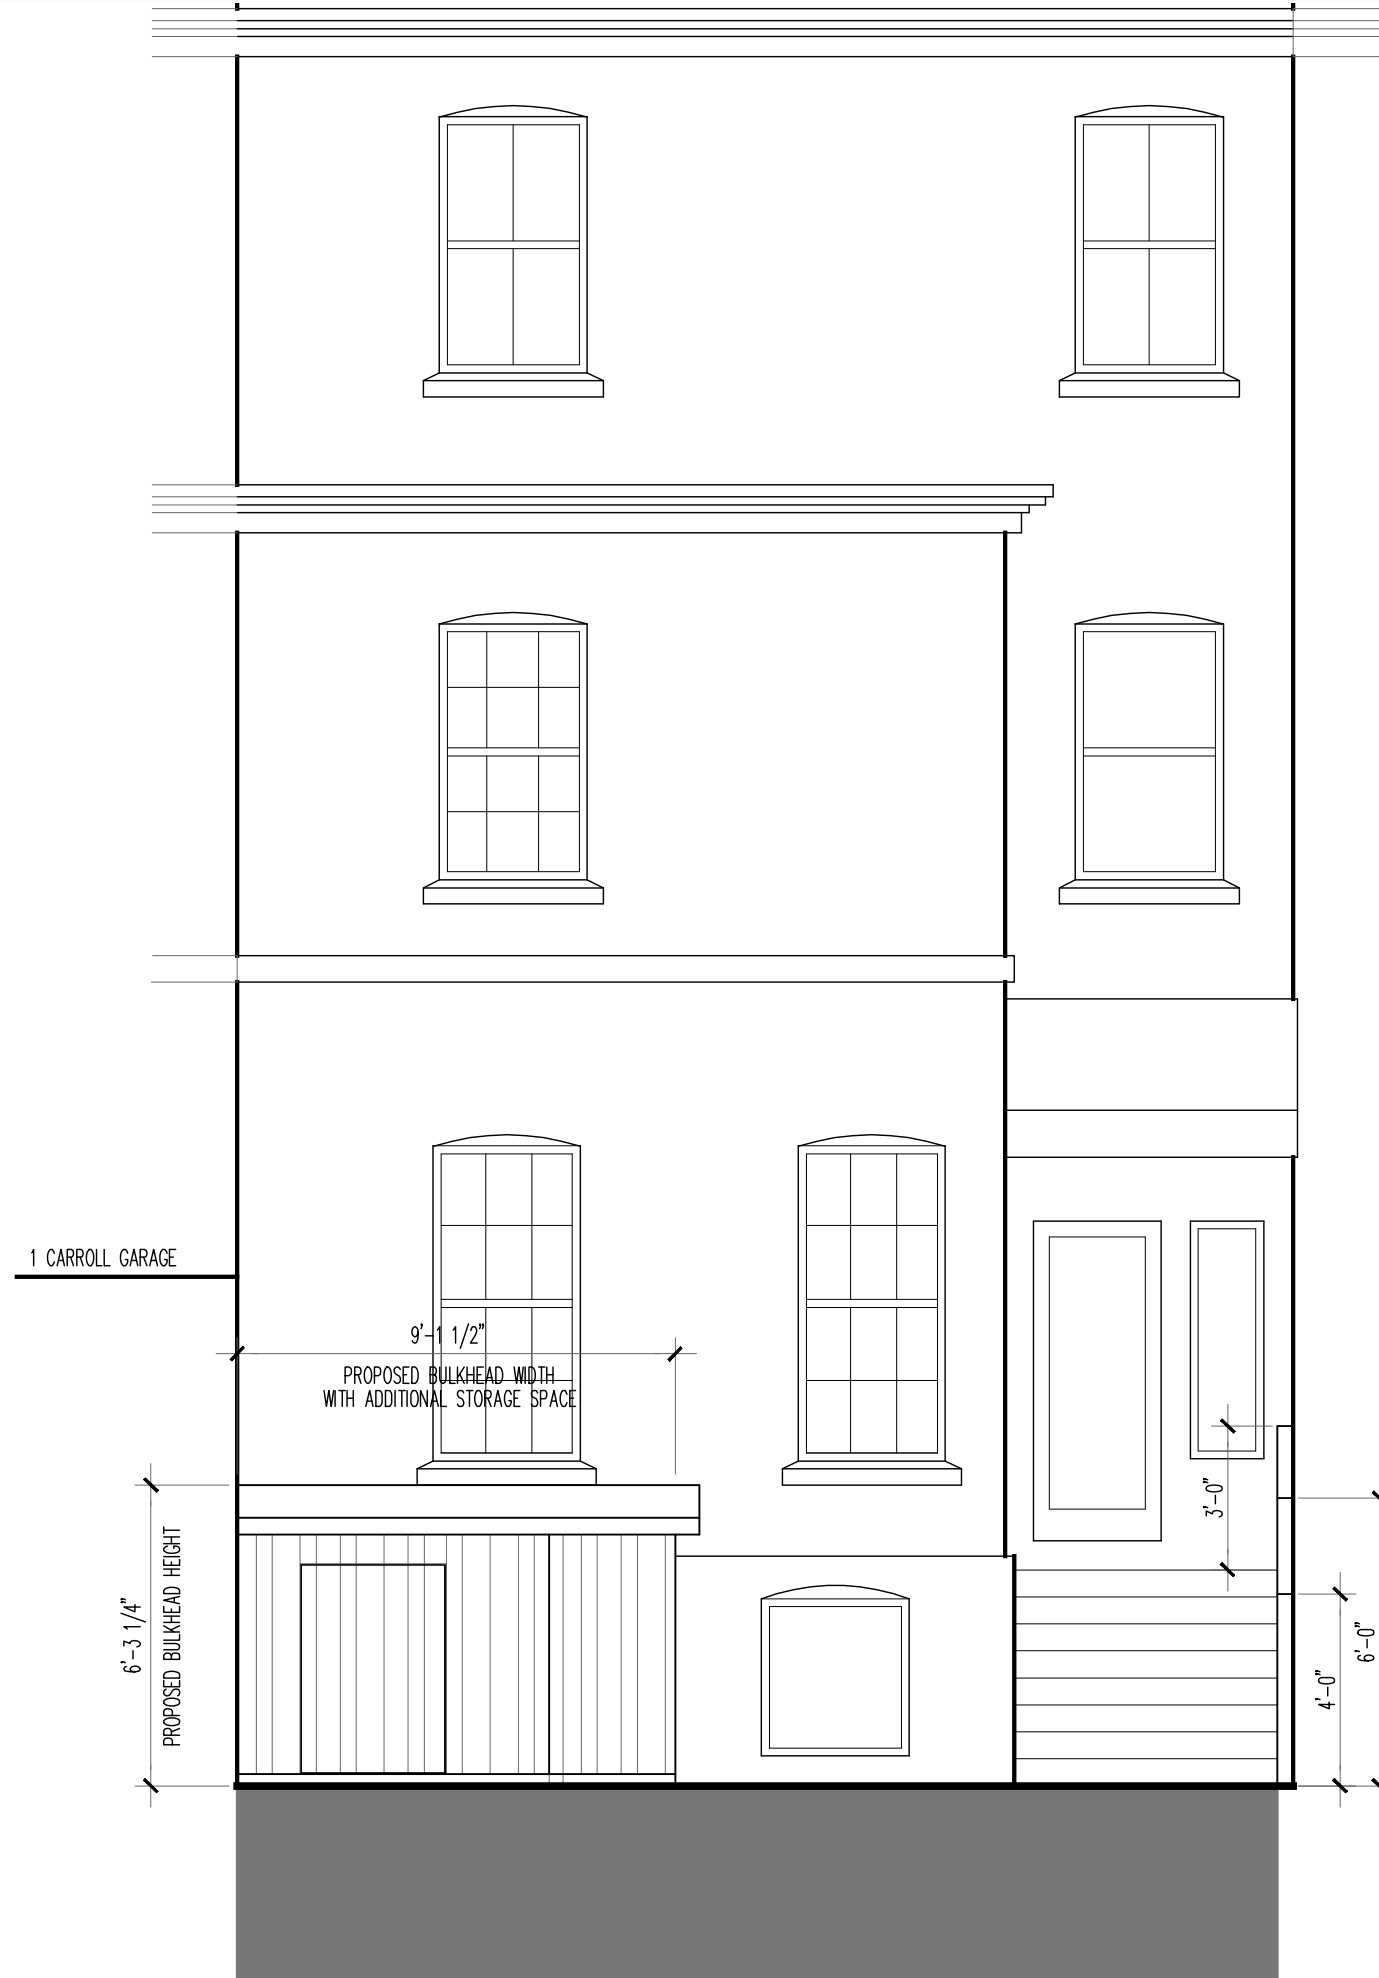 1 CARROLL GARAGE
9'-1 1/2"
PROPOSED BULKHEAD WIDTH
WITH ADDITIONAL STORAGE SPACE
6'-3 1/4"
PROPOSED BULKHEAD HEIGHT
3'-0"
4'-0"
6'-0"